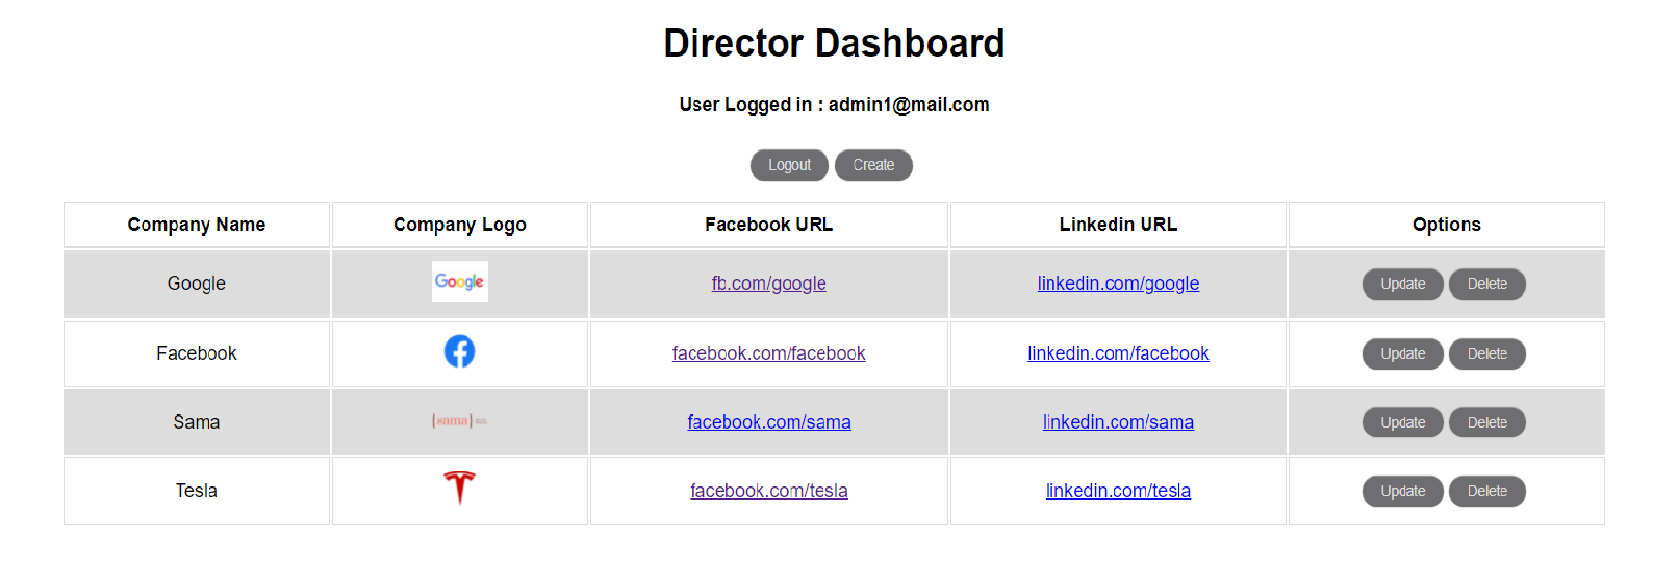 Director Dashboard
User Logged in : admin1@mail.com
Logout Create
Company Name Company Logo Facebook URL Linkedin URL Options
Google Google fb.com/google linkedin.com/google Update Delete
Facebook facebook.com/facebook linkedin.com/facebook Update Delete
Sama {sama} facebook.com/sama linkedin.com/sama Update Delete
Tesla facebook.com/tesla linkedin.com/tesla Update Delete